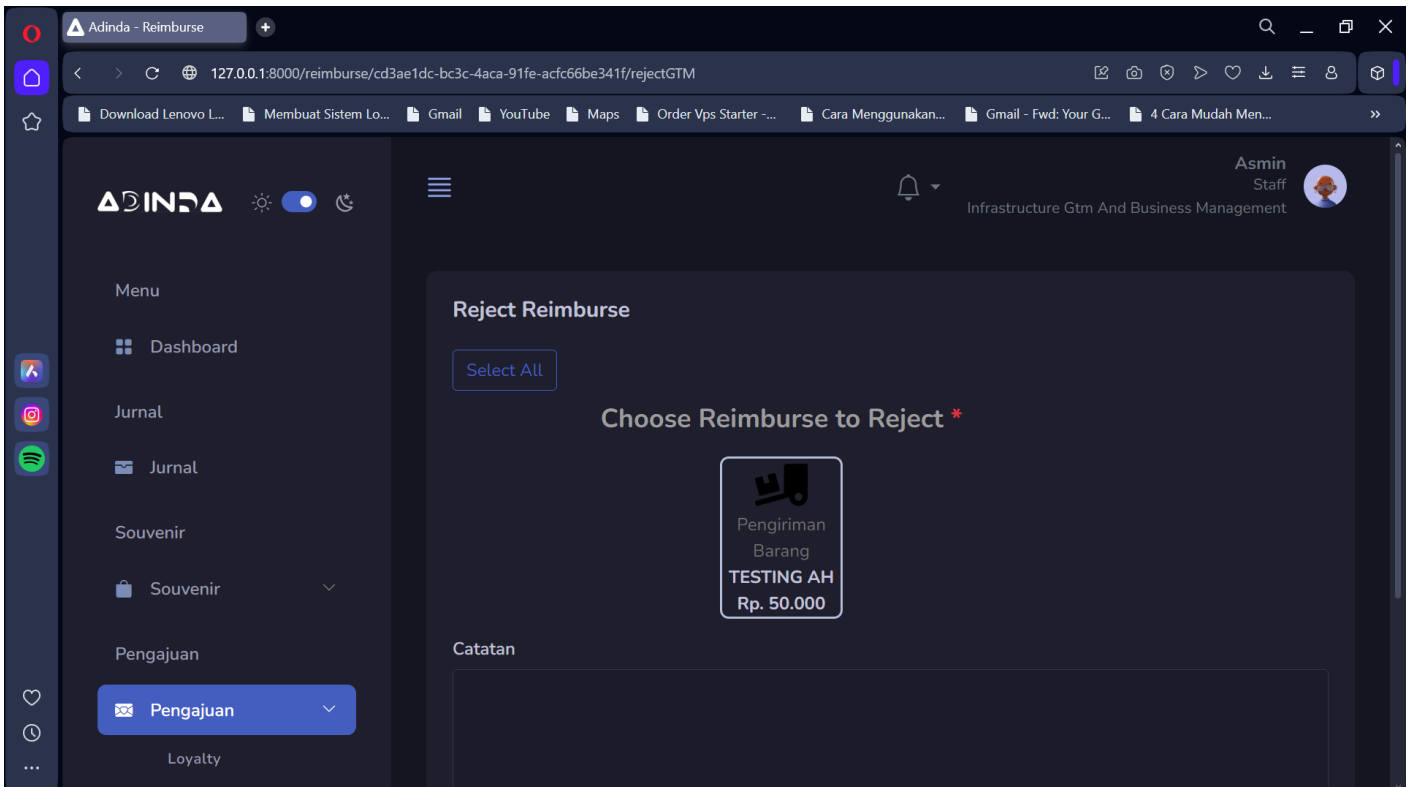 Adinda - Reimburse
127.0.0.1:8000/reimburse/cd3ae1dc-bc3c-4aca-91fe-acfc66be341f/rejectGTM
Download Lenovo L... Membuat Sistem Lo... Gmail YouTube Maps Order Vps Starter -... Cara Menggunakan... Gmail - Fwd: Your G... 4 Cara Mudah Men...
ADINDA
Asmin
Staff
Infrastructure Gtm And Business Management
Menu
Dashboard
Jurnal
Jurnal
Souvenir
Souvenir
Pengajuan
Pengajuan
Loyalty
Reject Reimburse
Select All
Choose Reimburse to Reject *
Pengiriman
Barang
TESTING AH
Rp. 50.000
Catatan